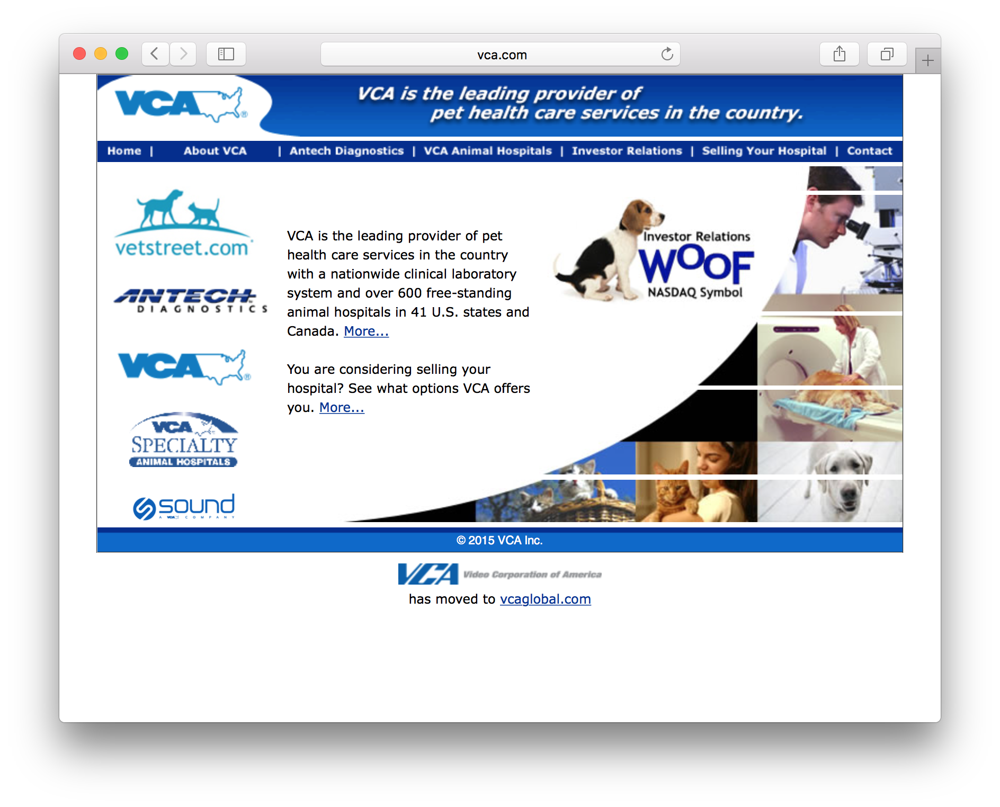 vca.com
VCA®
VCA is the leading provider of
pet health care services in the country.
Home | About VCA | Antech Diagnostics | VCA Animal Hospitals | Investor Relations | Selling Your Hospital | Contact
vetstreet.com
ANTECH
DIAGNOSTICS
VCA®
VCA
SPECIALTY
ANIMAL HOSPITALS
sound
A VCA COMPANY
VCA is the leading provider of pet
health care services in the country
with a nationwide clinical laboratory
system and over 600 free-standing
animal hospitals in 41 U.S. states and
Canada. More...
You are considering selling your
hospital? See what options VCA offers
you. More...
Investor Relations
WOOF
NASDAQ Symbol
© 2015 VCA Inc.
VCA Video Corporation of America
has moved to vcaglobal.com